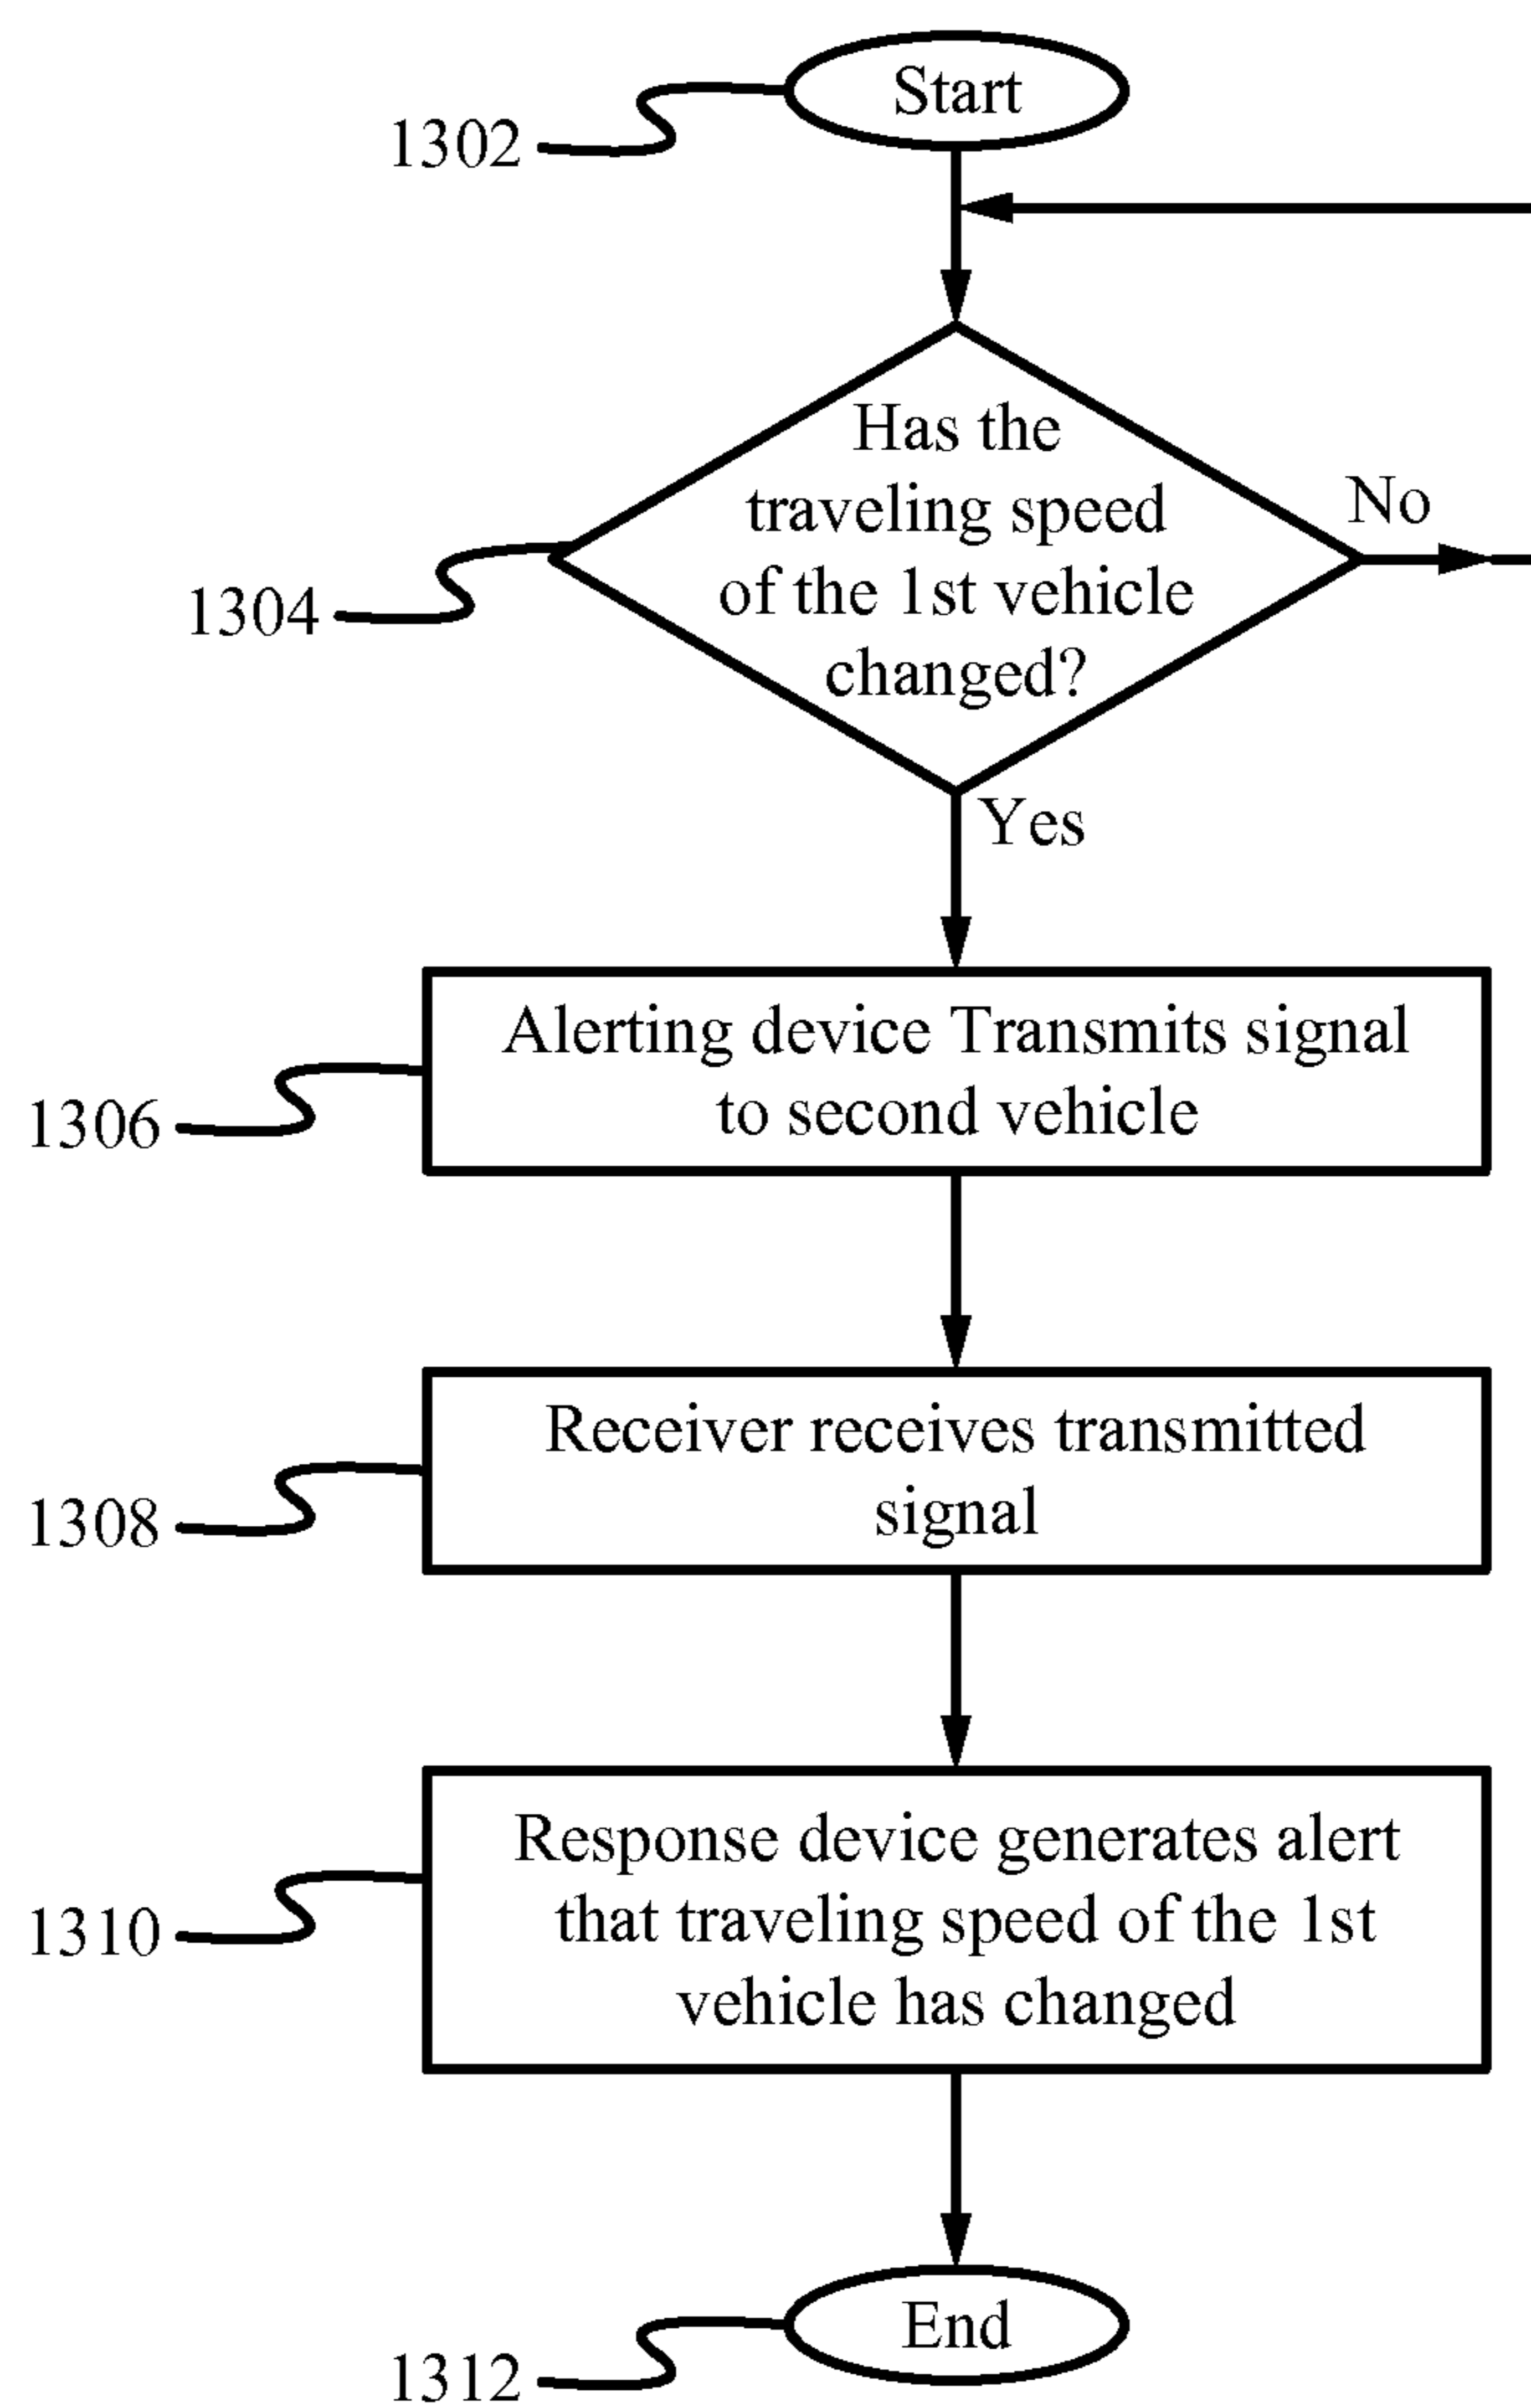 Start
1302
Has the
traveling speed
of the 1st vehicle
changed?
No
1304
Yes
Alerting device Transmits signal
to second vehicle
1306
Receiver receives transmitted
signal
1308
Response device generates alert
that traveling speed of the 1st
vehicle has changed
1310
End
1312